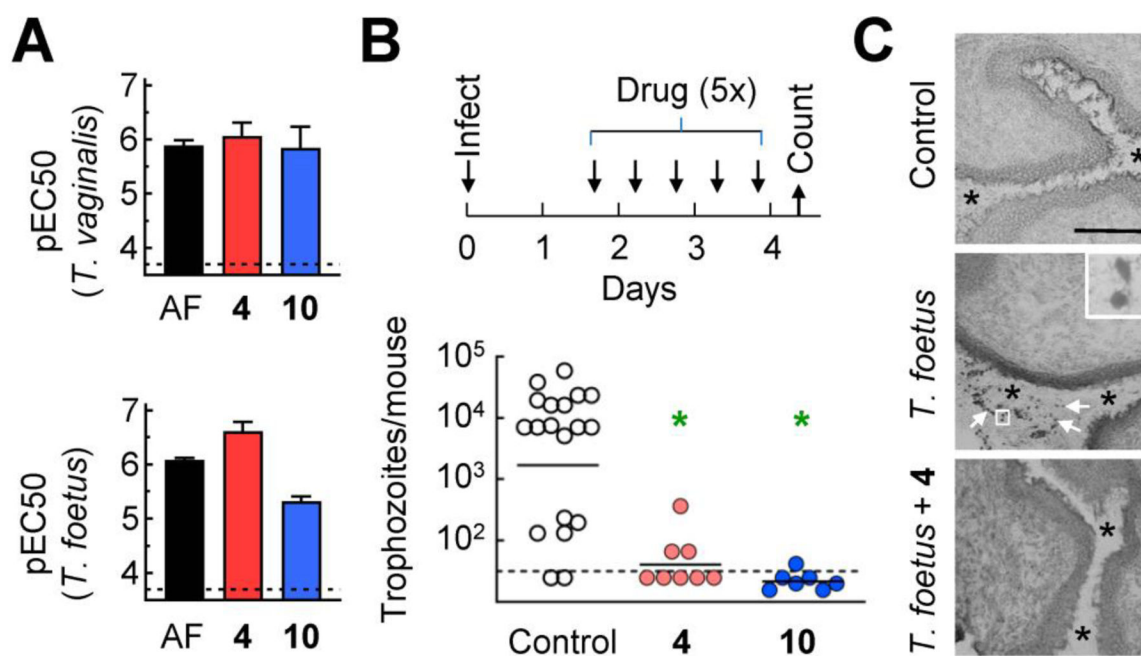 A
pEC50
(T. vaginalis)
7
6
5
4
AF 4 10
pEC50
(T. foetus)
7
6
5
4
AF 4 10
B
Infect
Drug (5x)
Count
0 1 2 3 4
Days
Trophozoites/mouse
10⁵
10⁴
10³
10²
* *
Control 4 10
C
Control
* *
T. foetus
* *
T. foetus + 4
* *